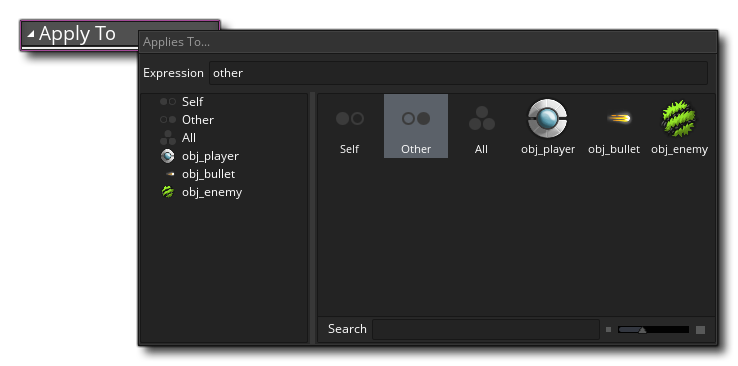 Apply To
Applies To...
Expression other
Self
Other
All
obj_player
obj_bullet
obj_enemy
Self Other All obj_player obj_bullet obj_enemy
Search